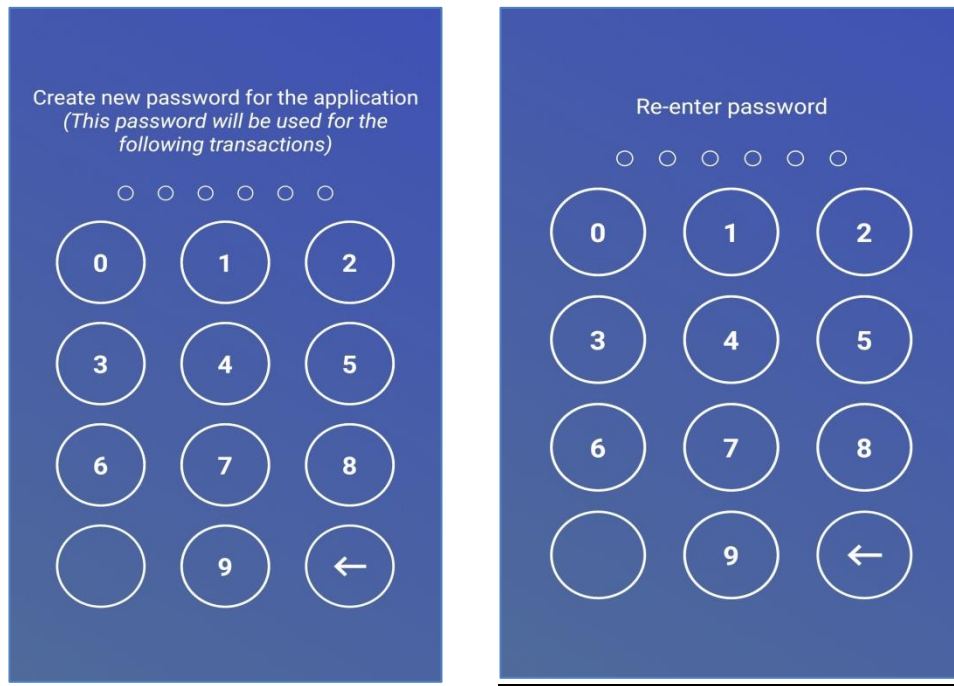 Create new password for the application
(This password will be used for the
following transactions)
0 1 2
3 4 5
6 7 8
9 ←
Re-enter password
0 1 2
3 4 5
6 7 8
9 ←